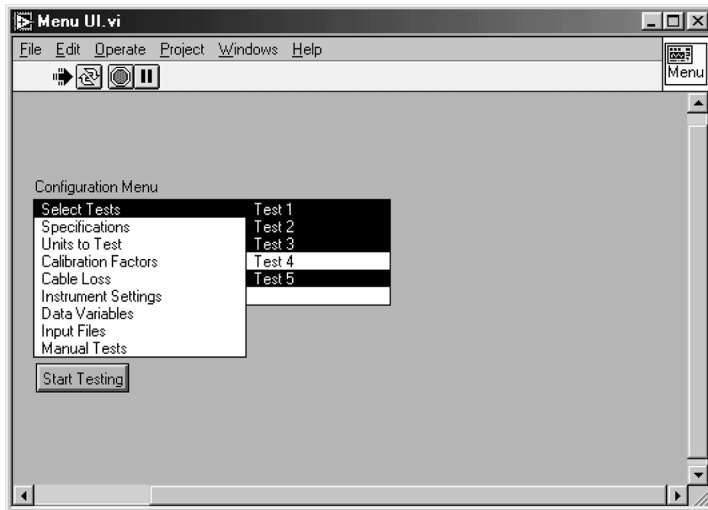 Menu UI.vi
File Edit Operate Project Windows Help
Menu
Configuration Menu
Select Tests
Specifications
Units to Test
Calibration Factors
Cable Loss
Instrument Settings
Data Variables
Input Files
Manual Tests
Test 1
Test 2
Test 3
Test 4
Test 5
Start Testing